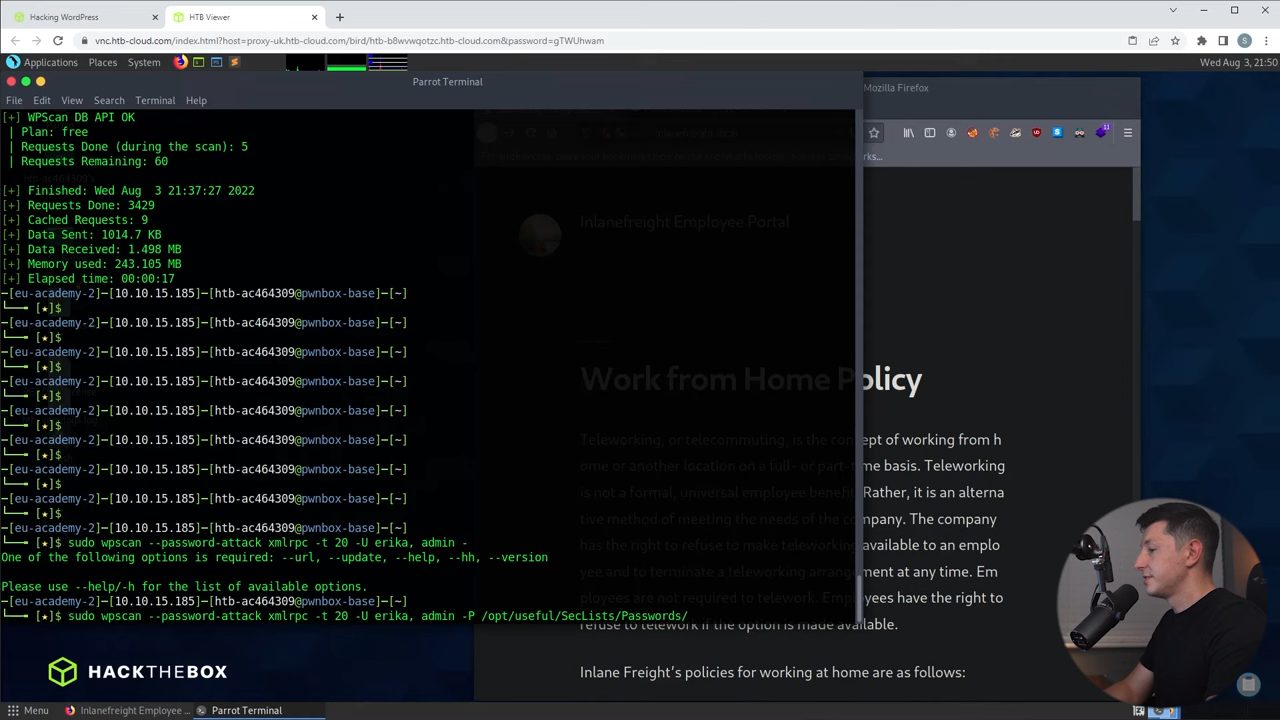 Hacking WordPress
HTB Viewer
vnc.htb-cloud.com/index.html?host=proxy-uk.htb-cloud.com/bird/htb-b8wvwqotzc.htb-cloud.com&password=gTWUhwam
Applications Places System
Wed Aug 3, 21:50
Parrot Terminal
Mozilla Firefox
File Edit View Search Terminal Help
[+] WPScan DB API OK
| Plan: free
| Requests Done (during the scan): 5
| Requests Remaining: 60
[+] Finished: Wed Aug  3 21:37:27 2022
[+] Requests Done: 3429
[+] Cached Requests: 9
[+] Data Sent: 1014.7 KB
[+] Data Received: 1.498 MB
[+] Memory used: 243.105 MB
[+] Elapsed time: 00:00:17
─[eu-academy-2]─[10.10.15.185]─[htb-ac464309@pwnbox-base]─[~]
└──╼ [★]$
─[eu-academy-2]─[10.10.15.185]─[htb-ac464309@pwnbox-base]─[~]
└──╼ [★]$
─[eu-academy-2]─[10.10.15.185]─[htb-ac464309@pwnbox-base]─[~]
└──╼ [★]$
─[eu-academy-2]─[10.10.15.185]─[htb-ac464309@pwnbox-base]─[~]
└──╼ [★]$
─[eu-academy-2]─[10.10.15.185]─[htb-ac464309@pwnbox-base]─[~]
└──╼ [★]$
─[eu-academy-2]─[10.10.15.185]─[htb-ac464309@pwnbox-base]─[~]
└──╼ [★]$
─[eu-academy-2]─[10.10.15.185]─[htb-ac464309@pwnbox-base]─[~]
└──╼ [★]$
─[eu-academy-2]─[10.10.15.185]─[htb-ac464309@pwnbox-base]─[~]
└──╼ [★]$
─[eu-academy-2]─[10.10.15.185]─[htb-ac464309@pwnbox-base]─[~]
└──╼ [★]$ sudo wpscan --password-attack xmlrpc -t 20 -U erika, admin -
One of the following options is required: --url, --update, --help, --hh, --version
Please use --help/-h for the list of available options.
─[eu-academy-2]─[10.10.15.185]─[htb-ac464309@pwnbox-base]─[~]
└──╼ [★]$ sudo wpscan --password-attack xmlrpc -t 20 -U erika, admin -P /opt/useful/SecLists/Passwords/
Inlanefreight Employee Portal
Work from Home Policy
Teleworking, or telecommuting, is the concept of working from h
ome or another location on a full- or part-time basis. Teleworking
is not a formal, universal employee benefit. Rather, it is an alterna
tive method of meeting the needs of the company. The company
has the right to refuse to make teleworking available to an emplo
yee and to terminate a teleworking arrangement at any time. Em
ployees are not required to telework. Employees have the right to
refuse to telework if the option is made available.
Inlane Freight's policies for working at home are as follows:
HACKTHEBOX
Menu
Inlanefreight Employee ...
Parrot Terminal